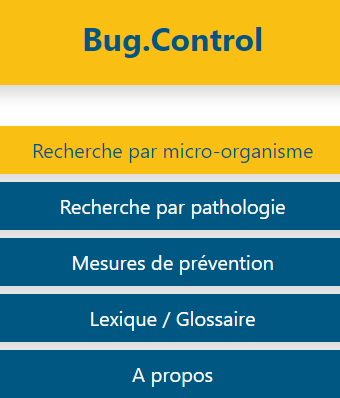 Bug.Control
Recherche par micro-organisme
Recherche par pathologie
Mesures de prévention
Lexique / Glossaire
A propos